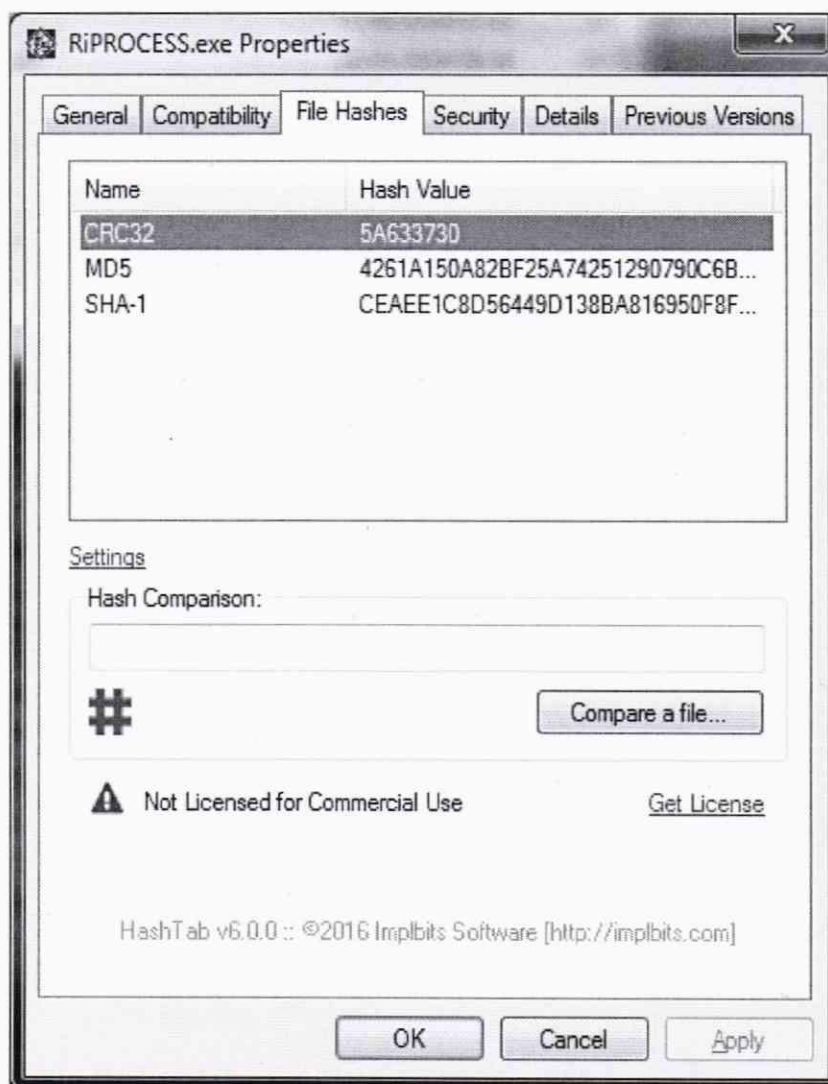 RiPROCESS.exe Properties
X
General Compatibility File Hashes Security Details Previous Versions
Name Hash Value
CRC32 5A633730
MD5 4261A150A82BF25A74251290790C6B...
SHA-1 CEAEE1C8D56449D138BA816950F8F...
Settings
Hash Comparison:
#
Compare a file...
Not Licensed for Commercial Use Get License
HashTab v6.0.0 :: ©2016 Implbits Software [http://implbits.com]
OK Cancel Apply